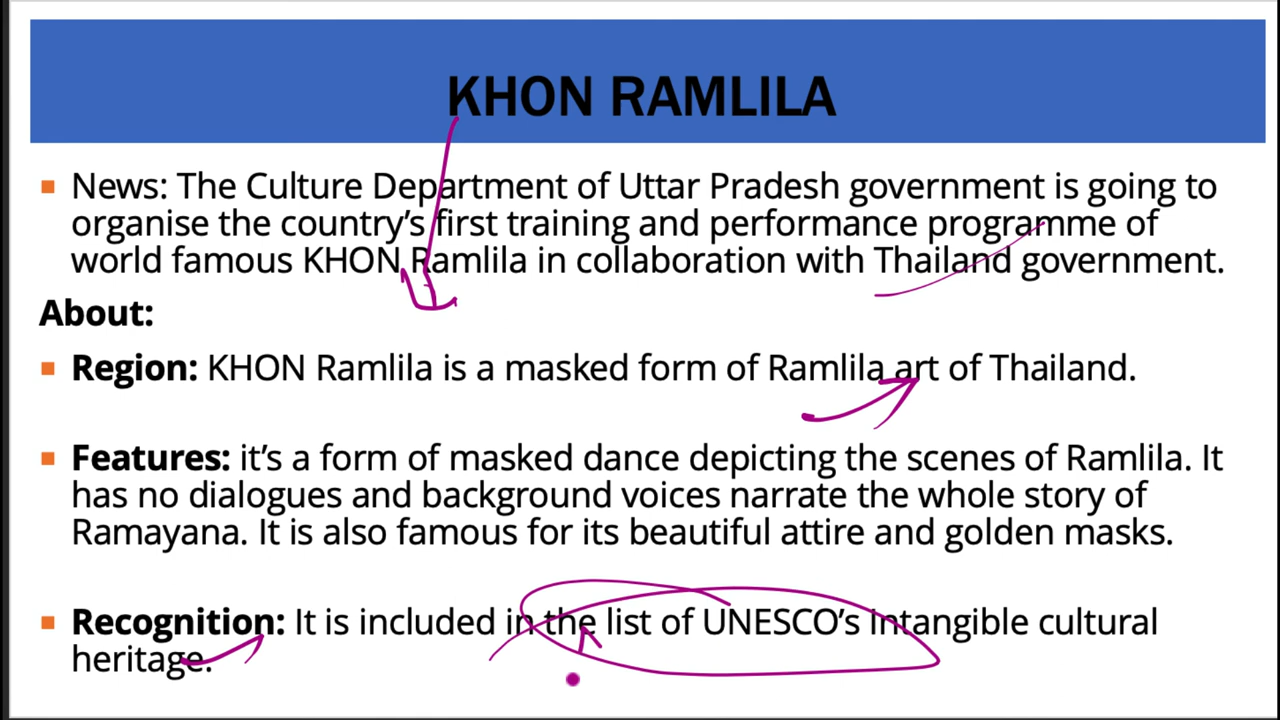 KHON RAMLILA
News: The Culture Department of Uttar Pradesh government is going to
organise the country's first training and performance programme of
world famous KHON Ramlila in collaboration with Thailand government.
About:
Region: KHON Ramlila is a masked form of Ramlila art of Thailand.
Features: it's a form of masked dance depicting the scenes of Ramlila. It
has no dialogues and background voices narrate the whole story of
Ramayana. It is also famous for its beautiful attire and golden masks.
Recognition: It is included in the list of UNESCO's intangible cultural
heritage.